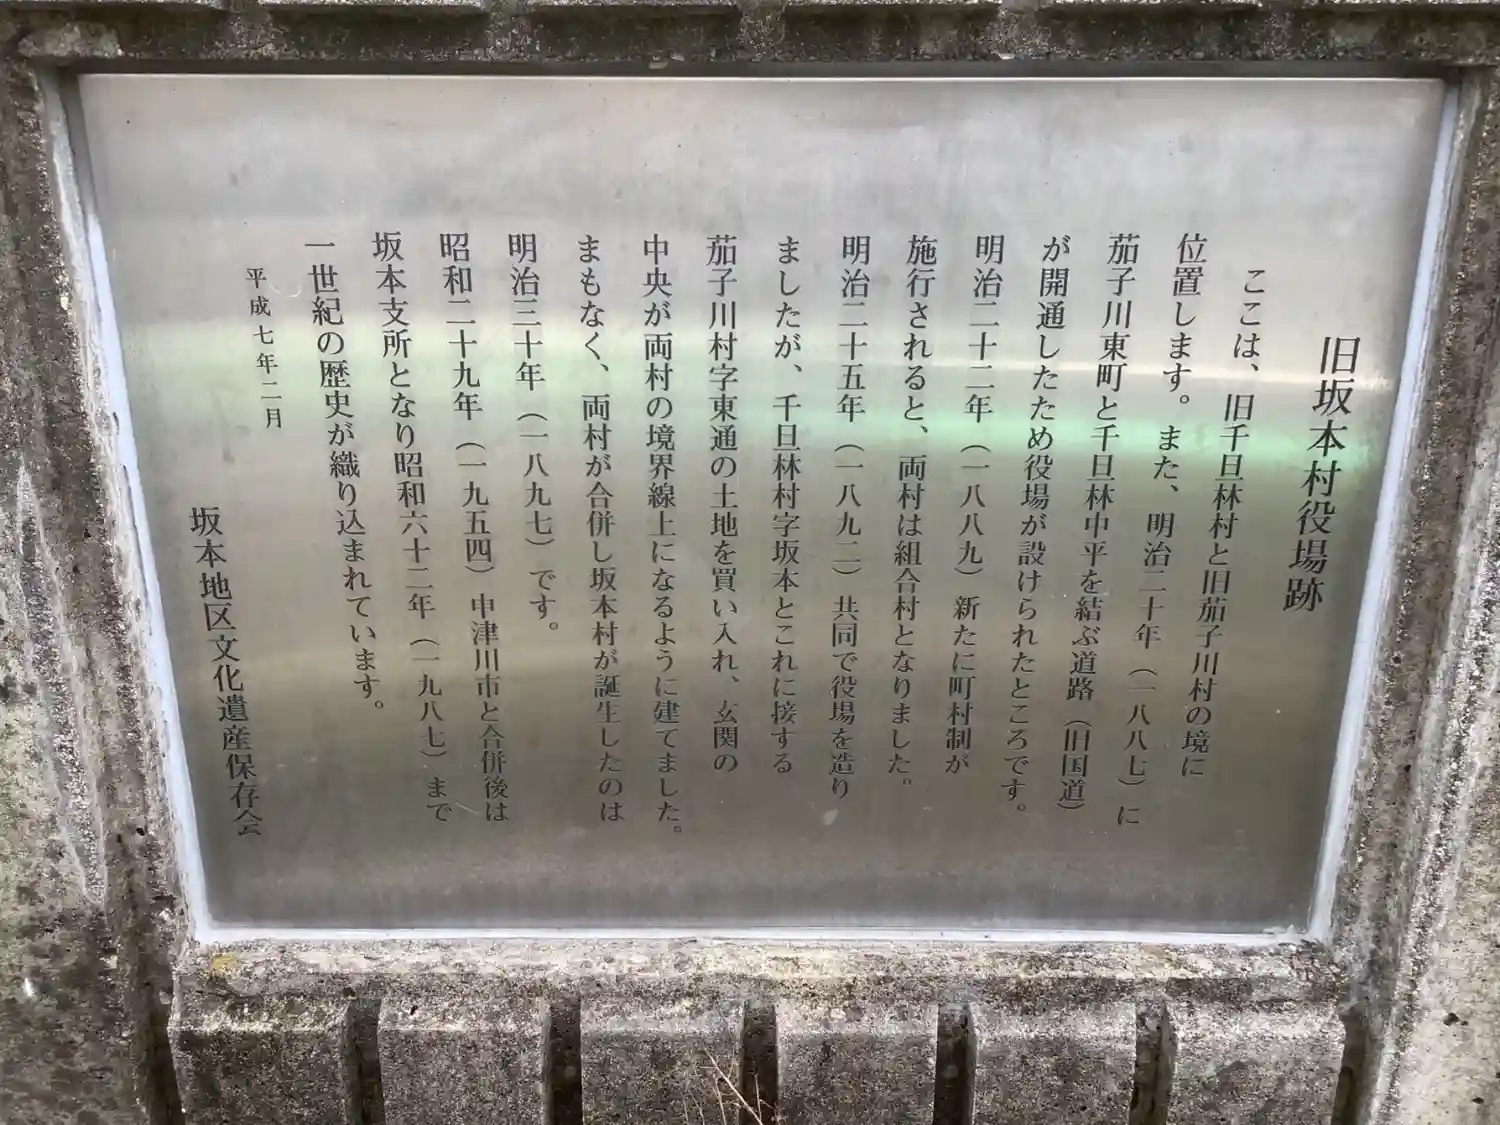 旧坂本村役場跡
ここは、旧千旦林村と旧茄子川村の境に
位置します。また、明治二十年（一八八七）に
茄子川東町と千旦林中平を結ぶ道路（旧国道）
が開通したため役場が設けられたところです。
明治二十二年（一八八九）新たに町村制が
施行されると、両村は組合村となりました。
明治二十五年（一八九二）共同で役場を造り
ましたが、千旦林村字坂本とこれに接する
茄子川村字東通の土地を買い入れ、玄関の
中央が両村の境界線上になるように建てました。
まもなく、両村が合併し坂本村が誕生したのは
明治三十年（一八九七）です。
昭和二十九年（一九五四）中津川市と合併後は
坂本支所となり昭和六十二年（一九八七）まで
一世紀の歴史が織り込まれています。
平成七年二月
坂本地区文化遺産保存会